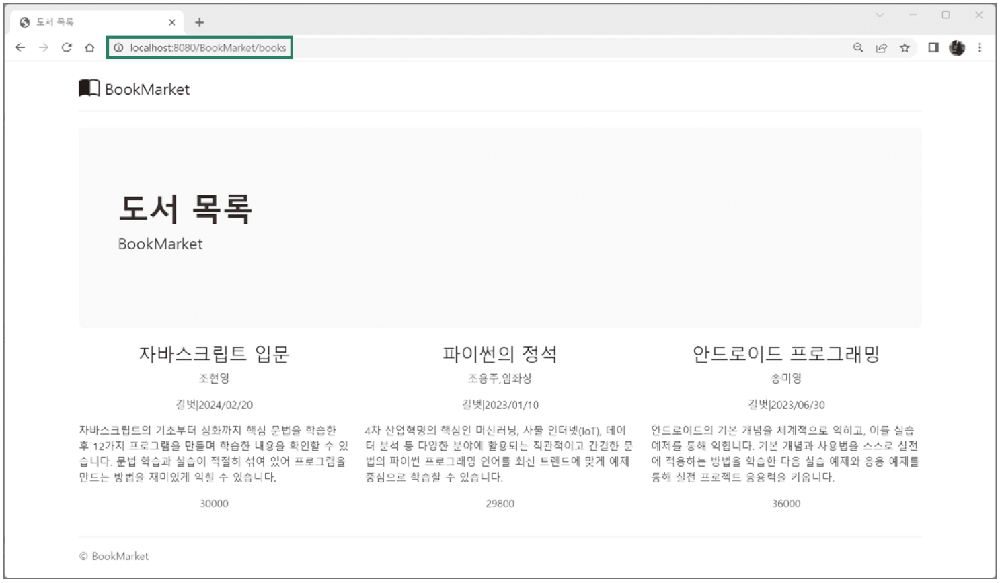 도서 목록
localhost:8080/BookMarket/books
BookMarket
도서 목록
BookMarket
자바스크립트 입문
조현영
길벗|2024/02/20
자바스크립트의 기초부터 심화까지 핵심 문법을 학습한
후 12가지 프로그램을 만들며 학습한 내용을 확인할 수 있
습니다. 문법 학습과 실습이 적절히 섞여 있어 프로그램을
만드는 방법을 재미있게 익힐 수 있습니다.
30000
파이썬의 정석
조용주,임좌상
길벗|2023/01/10
4차 산업혁명의 핵심인 머신러닝, 사물 인터넷(IoT), 데이
터 분석 등 다양한 분야에 활용되는 직관적이고 간결한 문
법의 파이썬 프로그래밍 언어를 최신 트렌드에 맞게 예제
중심으로 학습할 수 있습니다.
29800
안드로이드 프로그래밍
송미영
길벗|2023/06/30
안드로이드의 기본 개념을 체계적으로 익히고, 이를 실습
예제를 통해 익힙니다. 기본 개념과 사용법을 스스로 실전
에 적용하는 방법을 학습한 다음 실습 예제와 응용 예제를
통해 실전 프로젝트 응용력을 키웁니다.
36000
© BookMarket